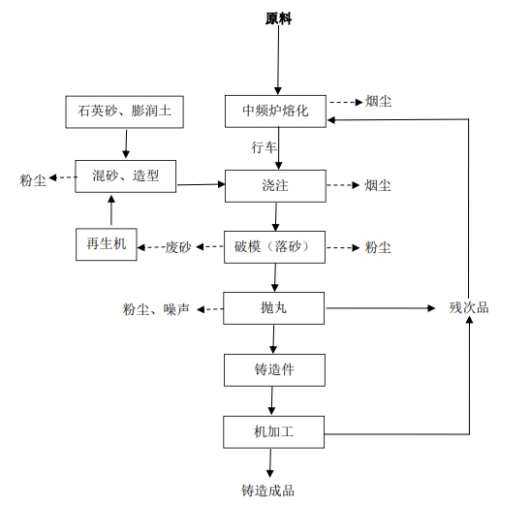 原料
石英砂、膨润土
中频炉熔化
烟尘
行车
粉尘
混砂、造型
浇注
烟尘
再生机
废砂
破模（落砂）
粉尘
粉尘、噪声
抛丸
残次品
铸造件
机加工
铸造成品